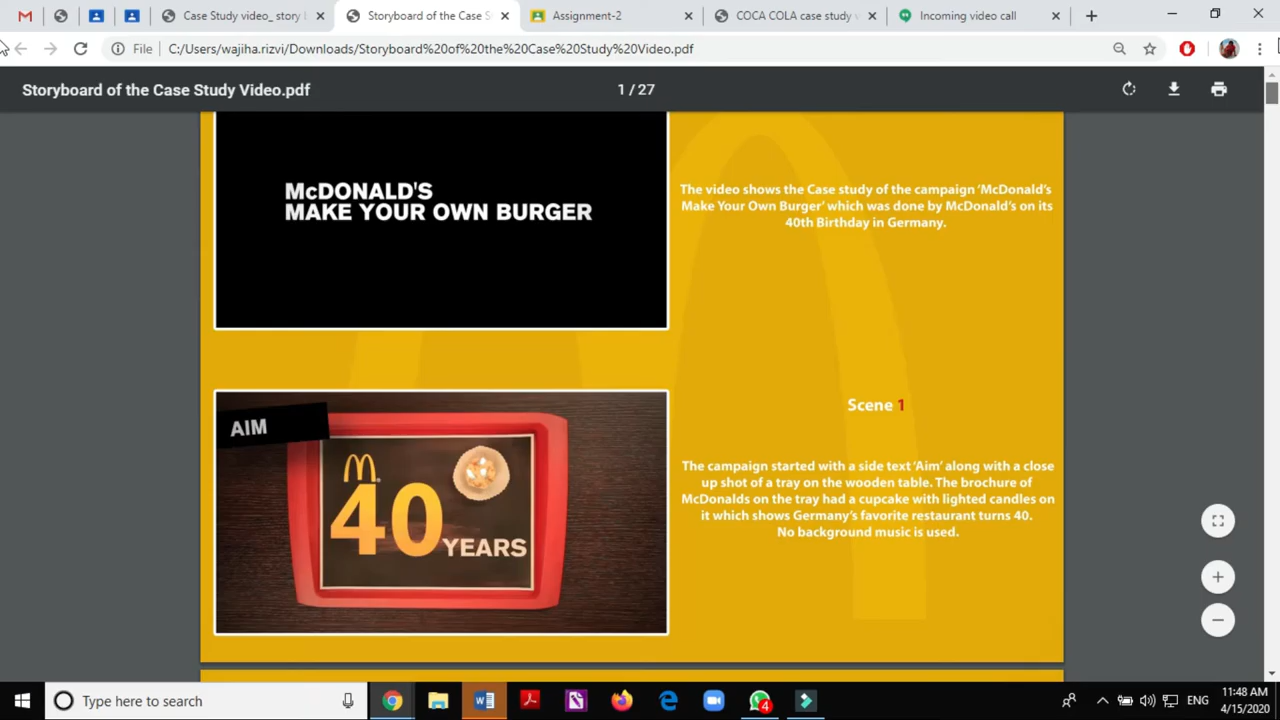 Case Study video_ story
Storyboard of the Case S
Assignment-2
COCA COLA case study
Incoming video call
File
C:/Users/wajiha.rizvi/Downloads/Storyboard%20of%20the%20Case%20Study%20Video.pdf
Storyboard of the Case Study Video.pdf
1 / 27
McDONALD'S
MAKE YOUR OWN BURGER
The video shows the Case study of the campaign ‘McDonald’s
Make Your Own Burger’ which was done by McDonald’s on its
40th Birthday in Germany.
AIM
40 YEARS
Scene 1
The campaign started with a side text ‘Aim’ along with a close
up shot of a tray on the wooden table. The brochure of
McDonalds on the tray had a cupcake with lighted candles on
it which shows Germany’s favorite restaurant turns 40.
No background music is used.
Type here to search
4
ENG
11:48 AM
4/15/2020